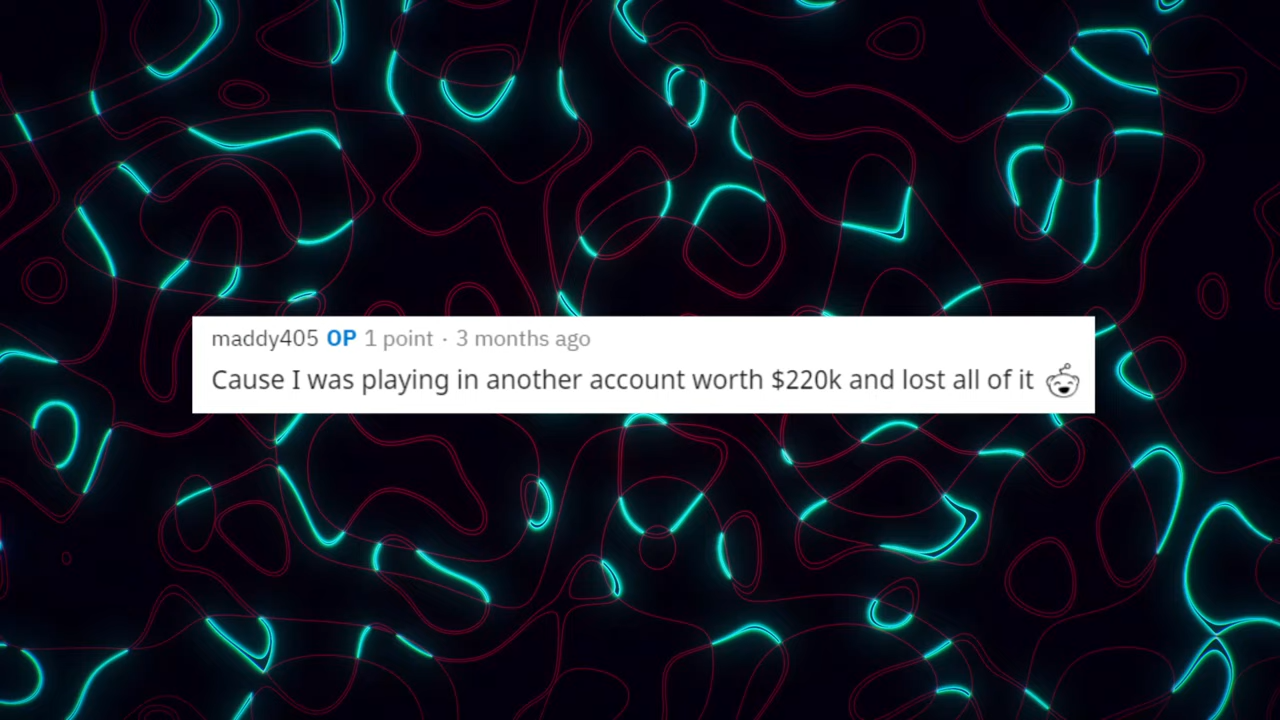 maddy405 OP 1 point · 3 months ago
Cause I was playing in another account worth $220k and lost all of it